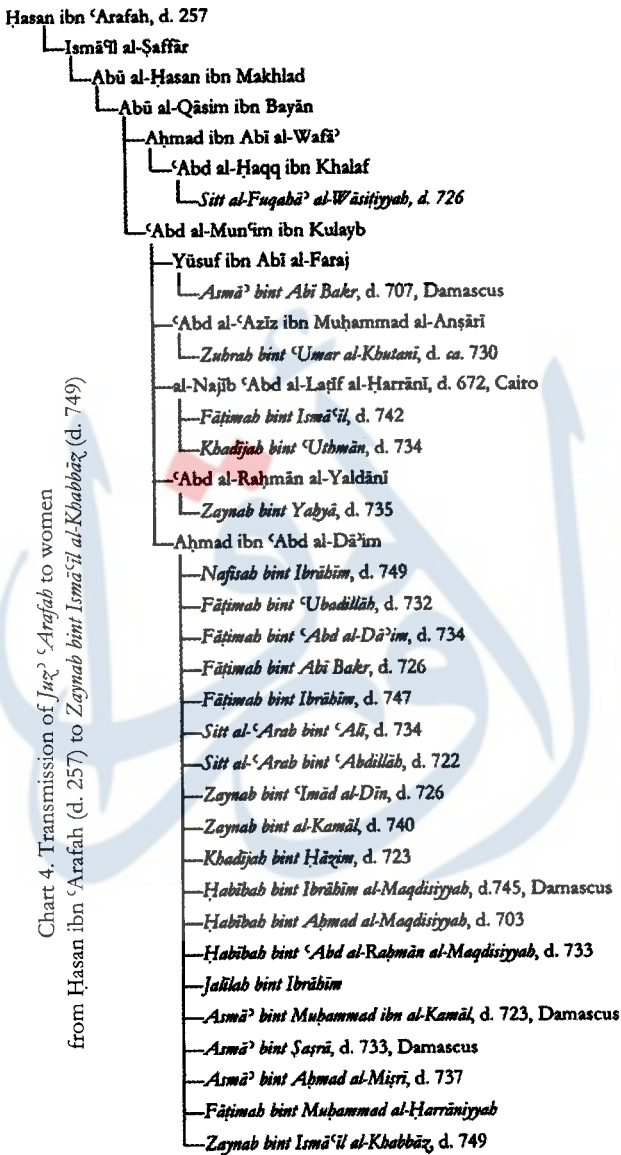 Ḥasan ibn ʿArafah, d. 257
Ismāʿīl al-Ṣaffār
Abū al-Ḥasan ibn Makhlad
Abū al-Qāsim ibn Bayān
Aḥmad ibn Abī al-Wafāʾ
ʿAbd al-Ḥaqq ibn Khalaf
Sitt al-Fuqahāʾ al-Wāsiṭiyyah, d. 726
ʿAbd al-Munʿim ibn Kulayb
Yūsuf ibn Abī al-Faraj
Asmāʾ bint Abī Bakr, d. 707, Damascus
ʿAbd al-ʿAzīz ibn Muḥammad al-Anṣārī
Zuhrah bint ʿUmar al-Khutanī, d. ca. 730
al-Najīb ʿAbd al-Laṭīf al-Ḥarrānī, d. 672, Cairo
Fāṭimah bint Ismāʿīl, d. 742
Khadījah bint ʿUthmān, d. 734
ʿAbd al-Raḥmān al-Yaldānī
Zaynab bint Yaḥyā, d. 735
Aḥmad ibn ʿAbd al-Dāʾim
Nafīsah bint Ibrāhīm, d. 749
Fāṭimah bint ʿUbadillāh, d. 732
Fāṭimah bint ʿAbd al-Dāʾim, d. 734
Fāṭimah bint Abī Bakr, d. 726
Fāṭimah bint Ibrāhīm, d. 747
Sitt al-ʿArab bint ʿAlī, d. 734
Sitt al-ʿArab bint ʿAbdillāh, d. 722
Zaynab bint ʿImād al-Dīn, d. 726
Zaynab bint al-Kamāl, d. 740
Khadījah bint Ḥāzim, d. 723
Ḥabībah bint Ibrāhīm al-Maqdisiyyah, d.745, Damascus
Ḥabībah bint Aḥmad al-Maqdisiyyah, d. 703
Ḥabībah bint ʿAbd al-Raḥmān al-Maqdisiyyah, d. 733
Jalīlah bint Ibrāhīm
Asmāʾ bint Muḥammad ibn al-Kamāl, d. 723, Damascus
Asmāʾ bint Ṣaṣrā, d. 733, Damascus
Asmāʾ bint Aḥmad al-Miṣrī, d. 737
Fāṭimah bint Muḥammad al-Ḥarrāniyyah
Zaynab bint Ismāʿīl al-Khabbāẓ, d. 749
Chart 4. Transmission of Juzʾ ʿArafah to women
from Ḥasan ibn ʿArafah (d. 257) to Zaynab bint Ismāʿīl al-Khabbāẓ (d. 749)